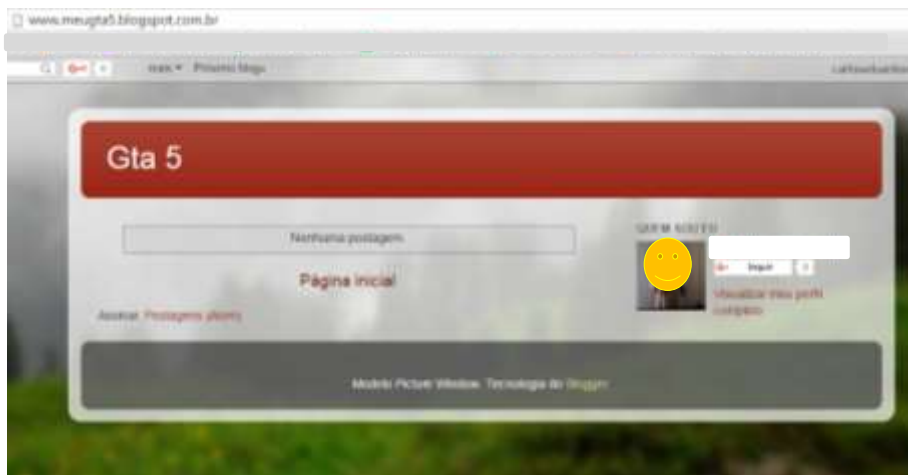 www.meugta5.blogspot.com.br
mais Próximo blog»
Gta 5
Nenhuma postagem.
QUEM SOU EU
Página inicial
Seguir
Visualizar meu perfil
completo
Assinar: Postagens (Atom)
Modelo Picture Window. Tecnologia do Blogger.